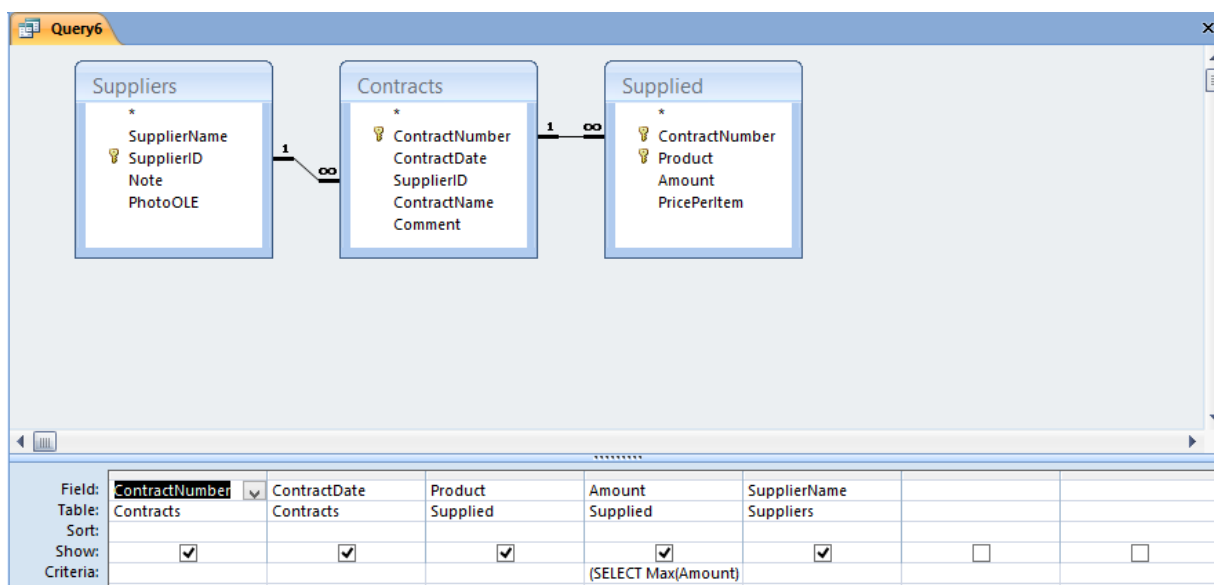 Query6
Suppliers
*
SupplierName
SupplierID
Note
PhotoOLE
1
∞
Contracts
*
ContractNumber
ContractDate
SupplierID
ContractName
Comment
1
∞
Supplied
*
ContractNumber
Product
Amount
PricePerItem
Field: ContractNumber ContractDate Product Amount SupplierName
Table: Contracts Contracts Supplied Supplied Suppliers
Sort:
Show:
Criteria: (SELECT Max(Amount)